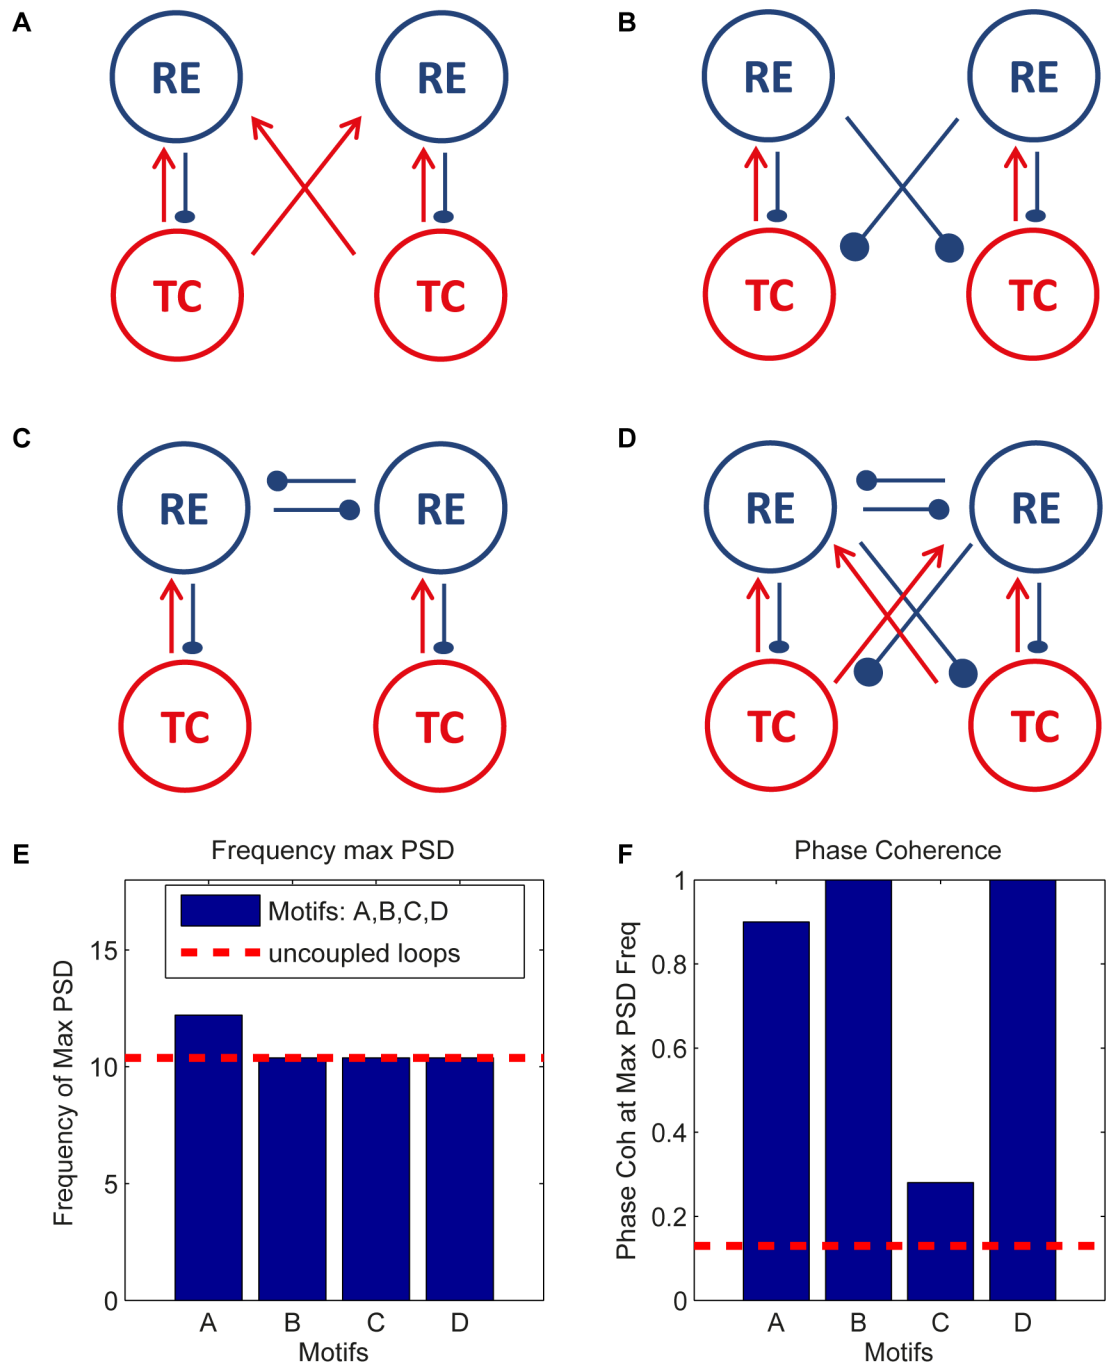 A
B
RE
RE
RE
RE
TC
TC
TC
TC
C
D
RE
RE
RE
RE
TC
TC
TC
TC
E
Frequency max PSD
Frequency of Max PSD
15
10
5
0
Motifs: A,B,C,D
uncoupled loops
A B C D
Motifs
F
Phase Coherence
Phase Coh at Max PSD Freq
1
0.8
0.6
0.4
0.2
0
A B C D
Motifs